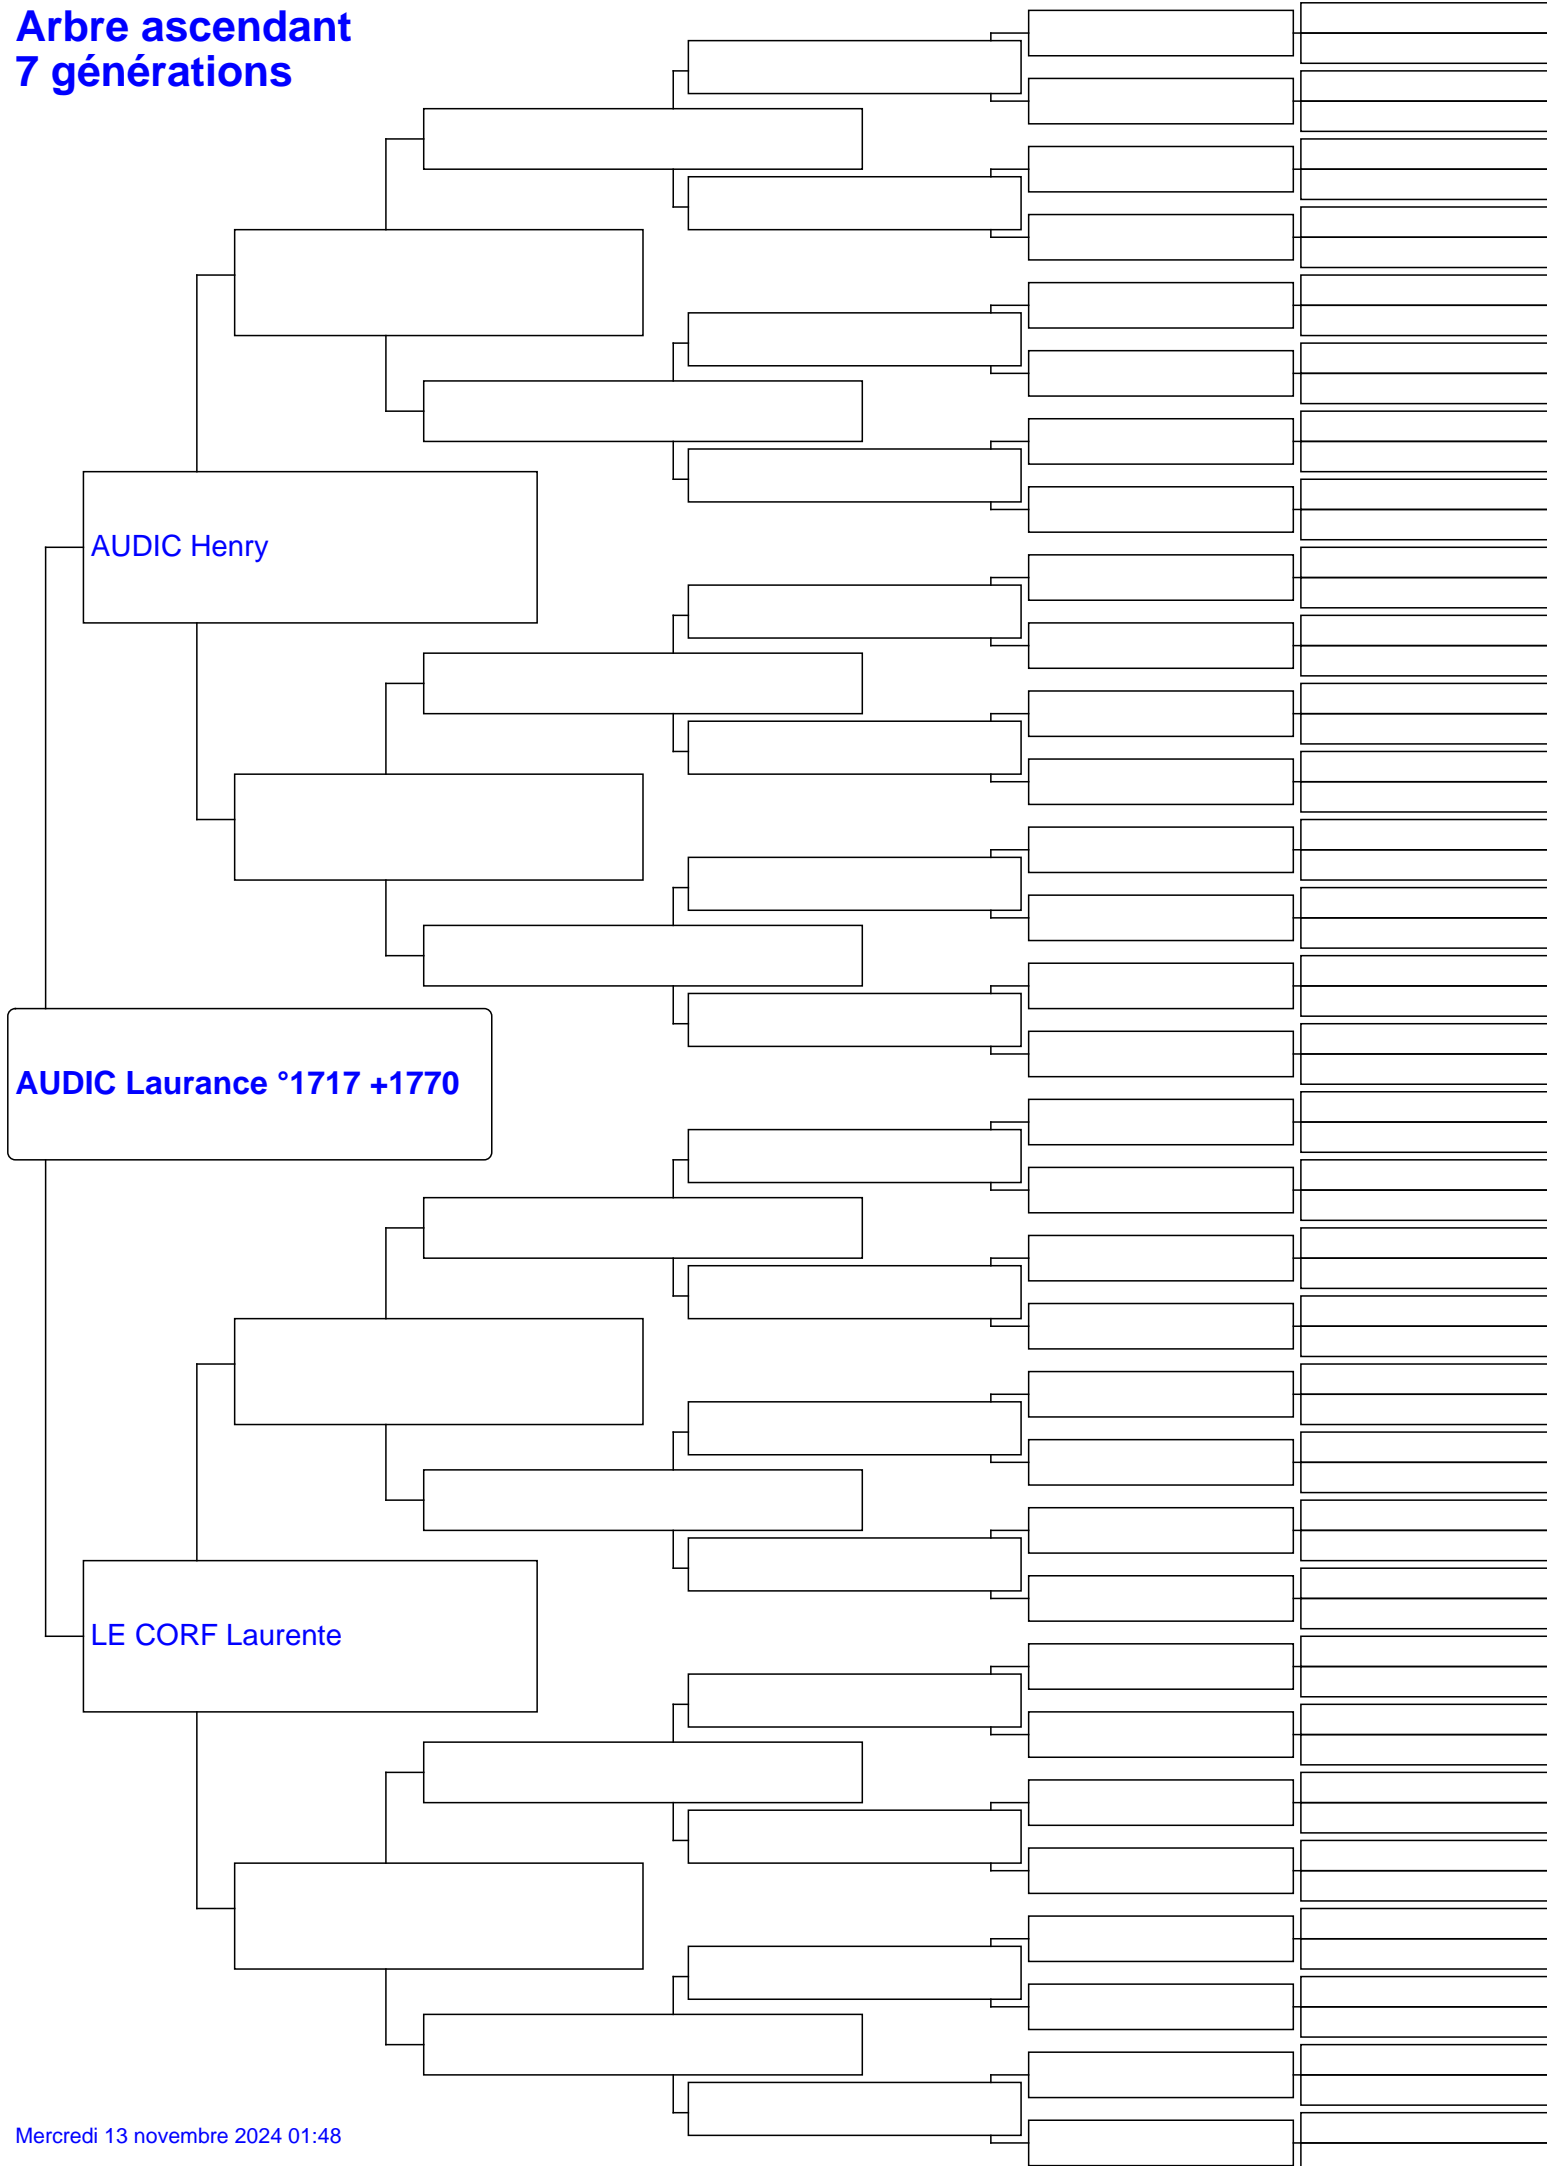 Arbre ascendant
7 générations
AUDIC Henry
AUDIC Laurance °1717 +1770
LE CORF Laurente
Mercredi 13 novembre 2024 01:48